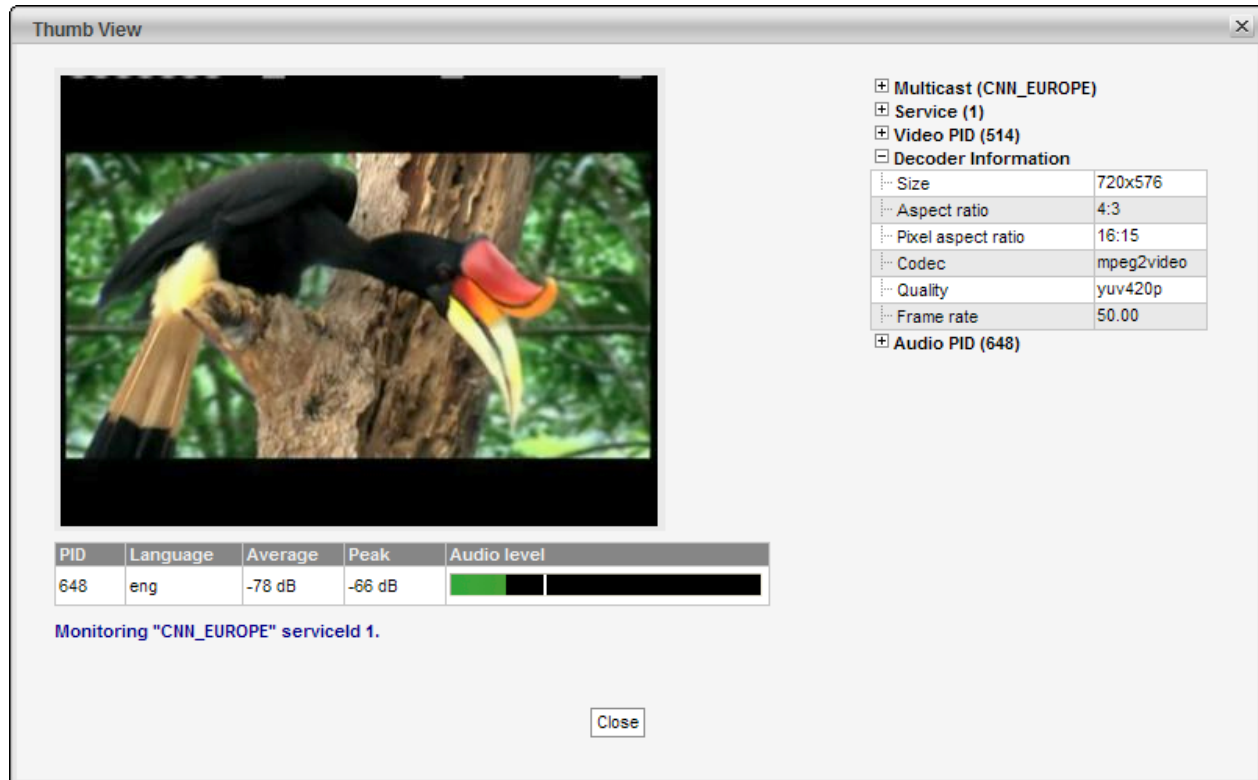 Thumb View
Multicast (CNN_EUROPE)
Service (1)
Video PID (514)
Decoder Information
Size 720x576
Aspect ratio 4:3
Pixel aspect ratio 16:15
Codec mpeg2video
Quality yuv420p
Frame rate 50.00
Audio PID (648)
PID Language Average Peak Audio level
648 eng -78 dB -66 dB
Monitoring "CNN_EUROPE" serviceId 1.
Close